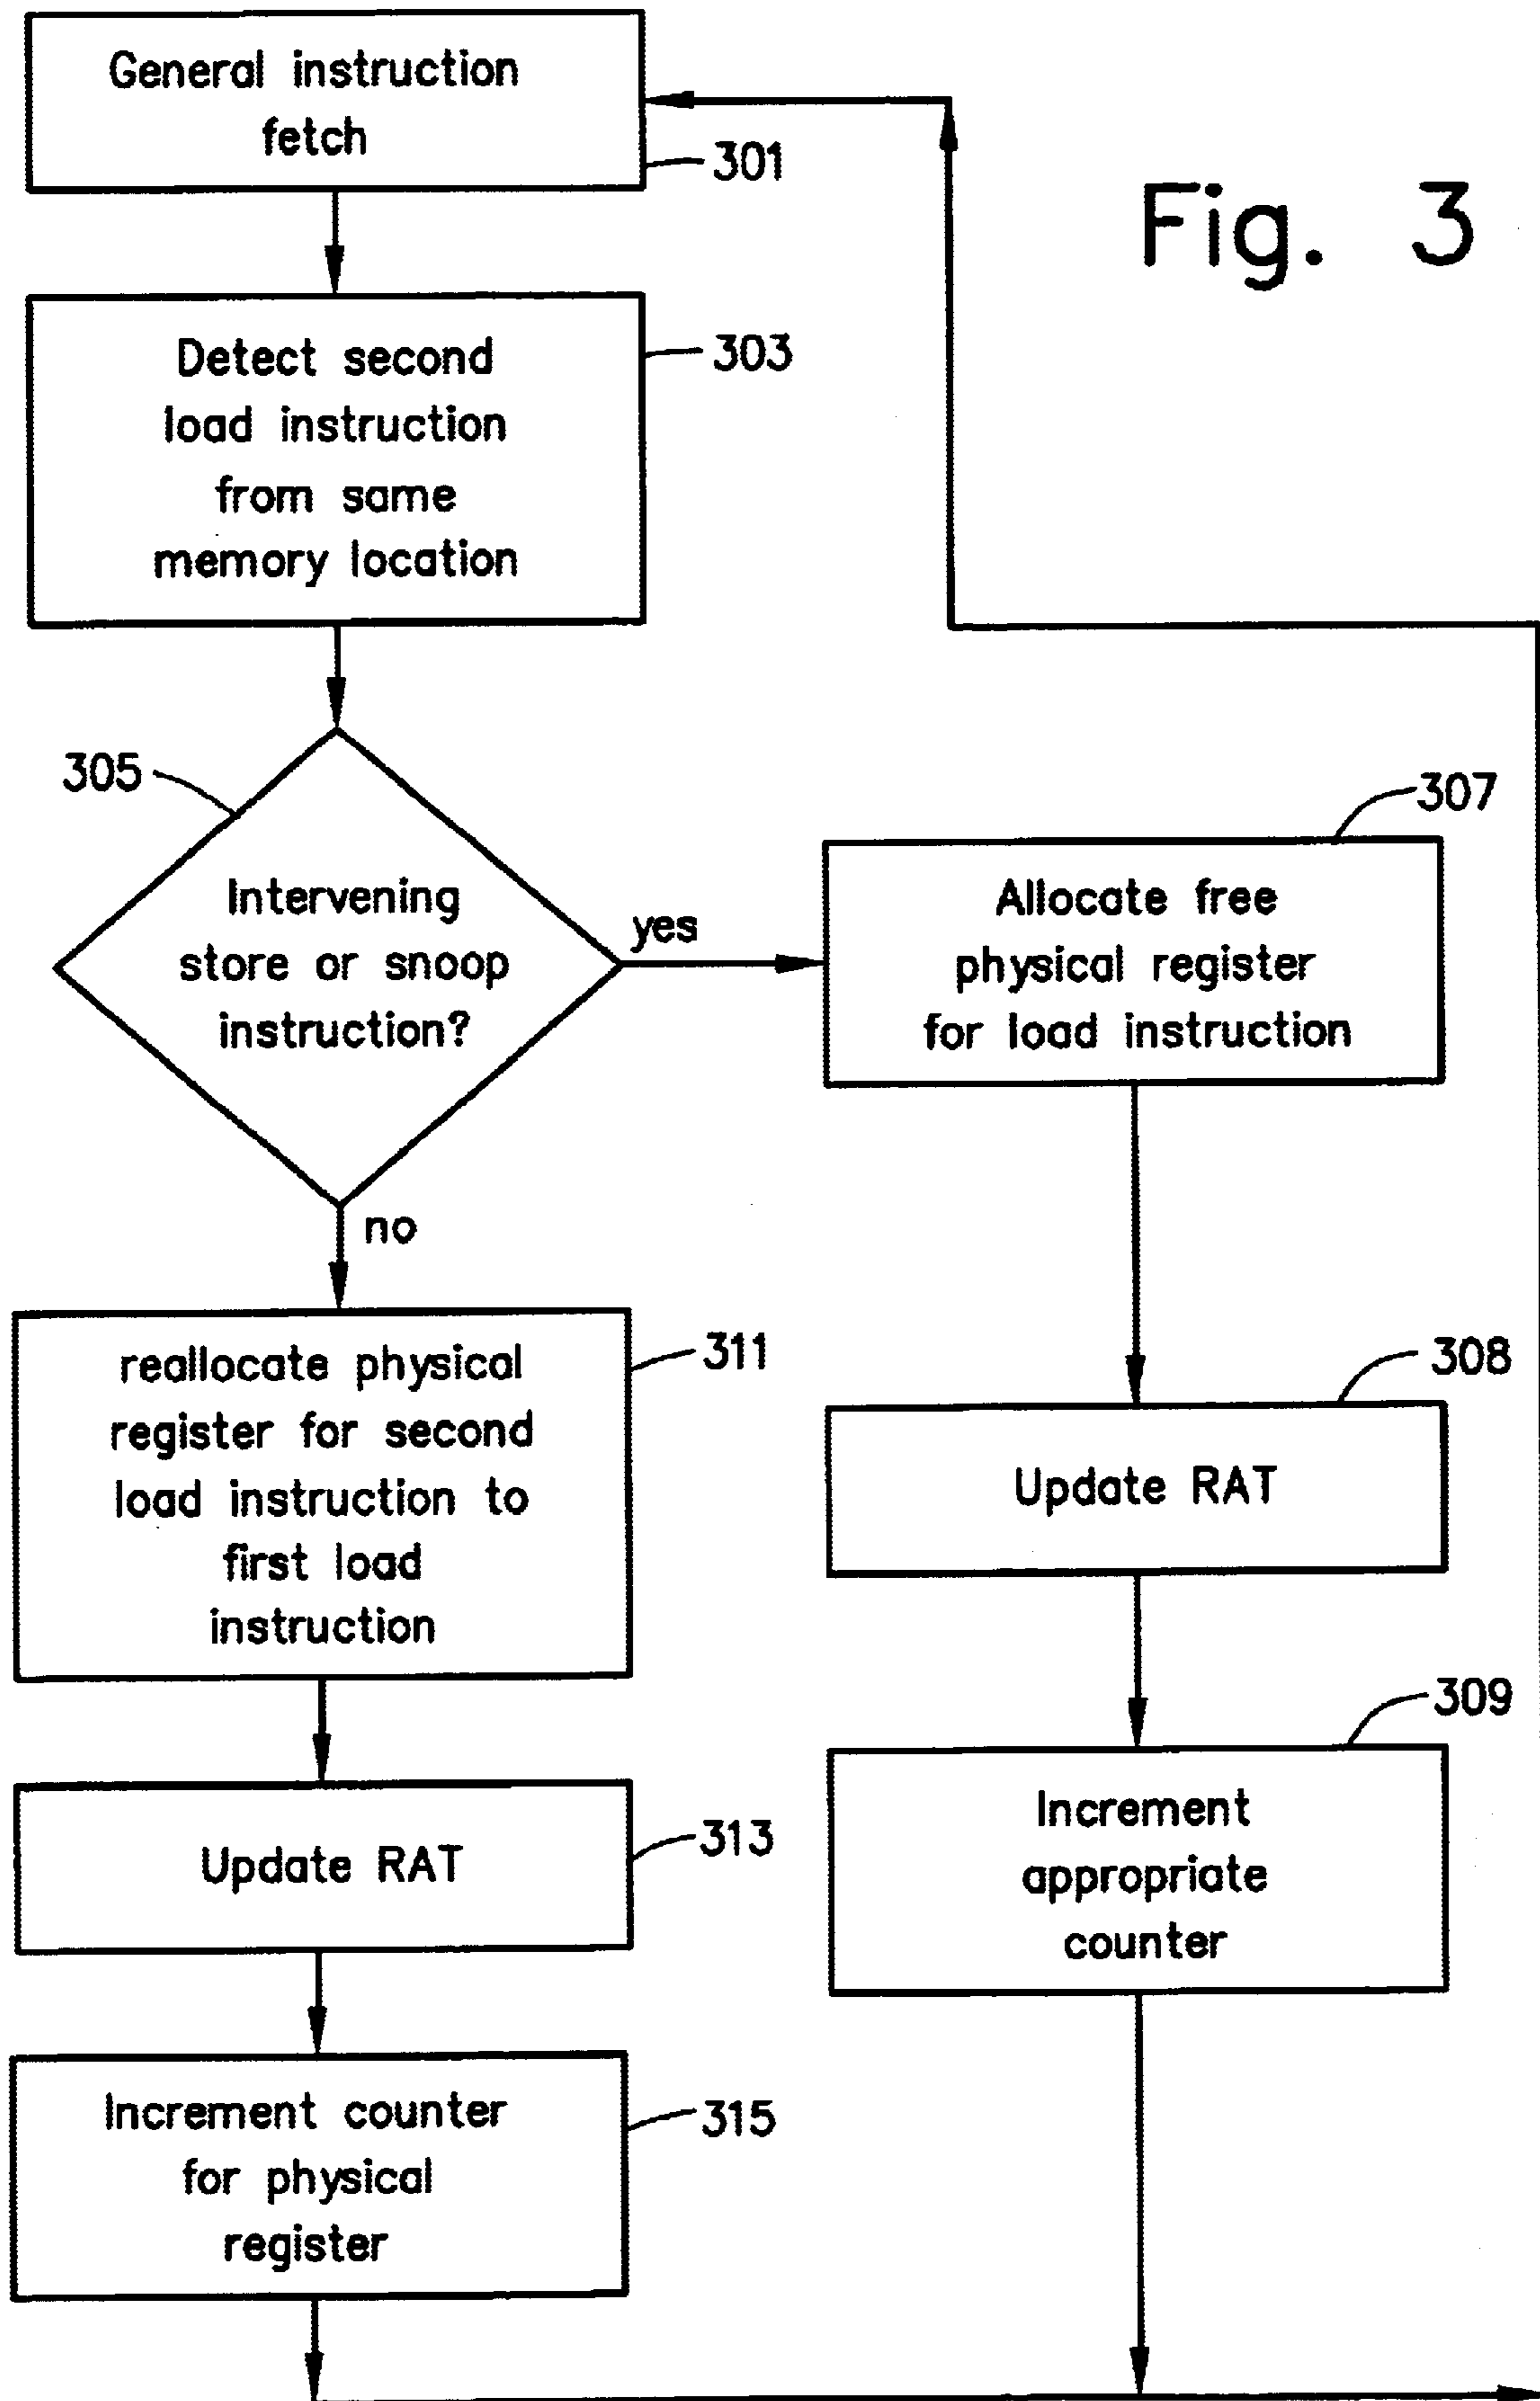 General instruction
fetch
301
Fig. 3
Detect second
load instruction
from same
memory location
303
305
Intervening
store or snoop
instruction?
yes
no
307
Allocate free
physical register
for load instruction
308
Update RAT
309
Increment
appropriate
counter
reallocate physical
register for second
load instruction to
first load
instruction
311
Update RAT
313
Increment counter
for physical
register
315